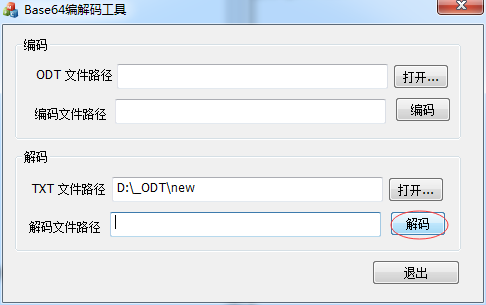 Base64编解码工具
编码
ODT 文件路径
打开...
编码文件路径
编码
解码
TXT 文件路径
D:\_ODT\new
打开...
解码文件路径
解码
退出